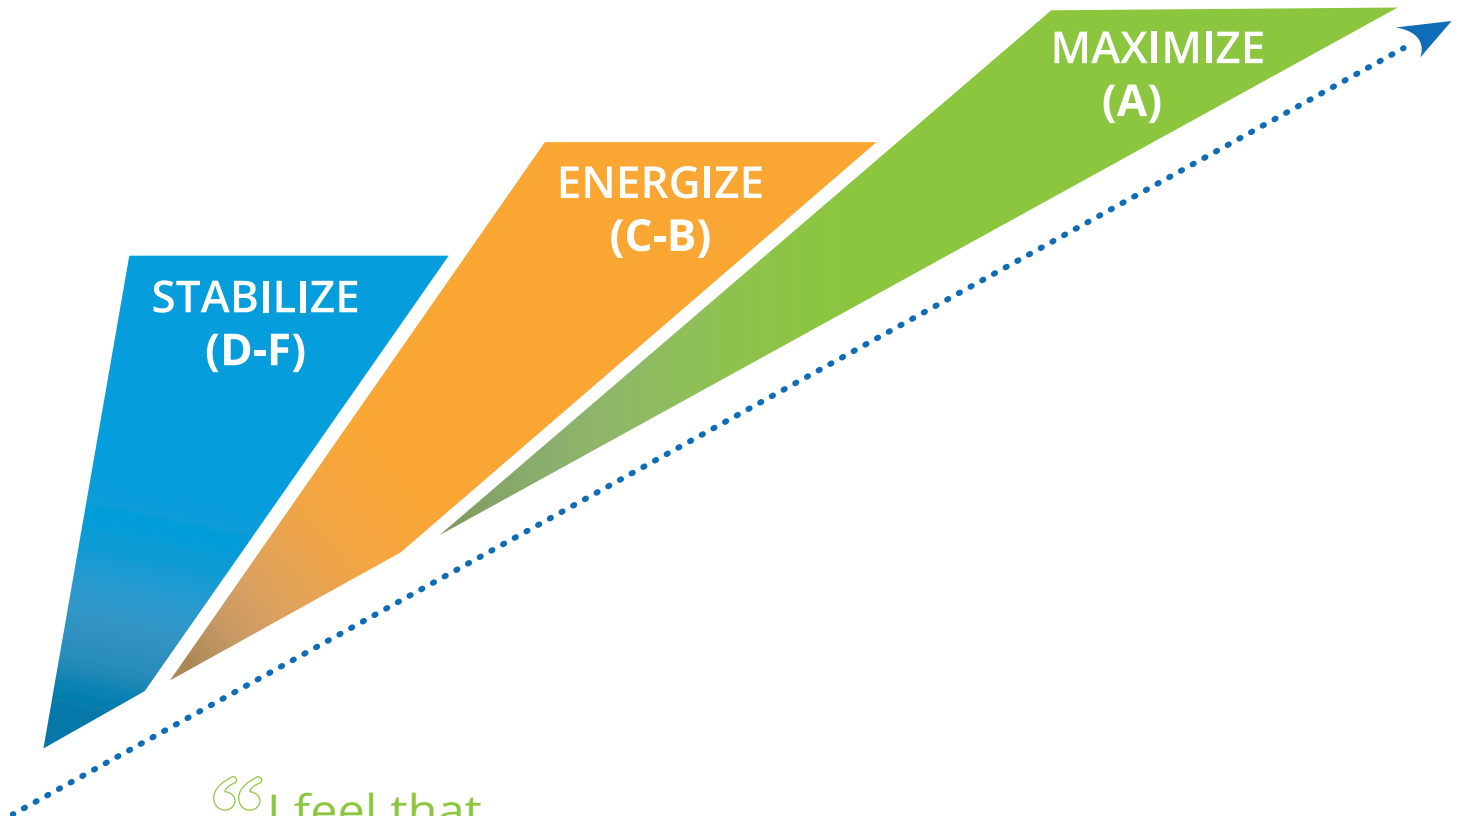 MAXIMIZE
(A)
ENERGIZE
(C-B)
STABILIZE
(D-F)
“I feel that